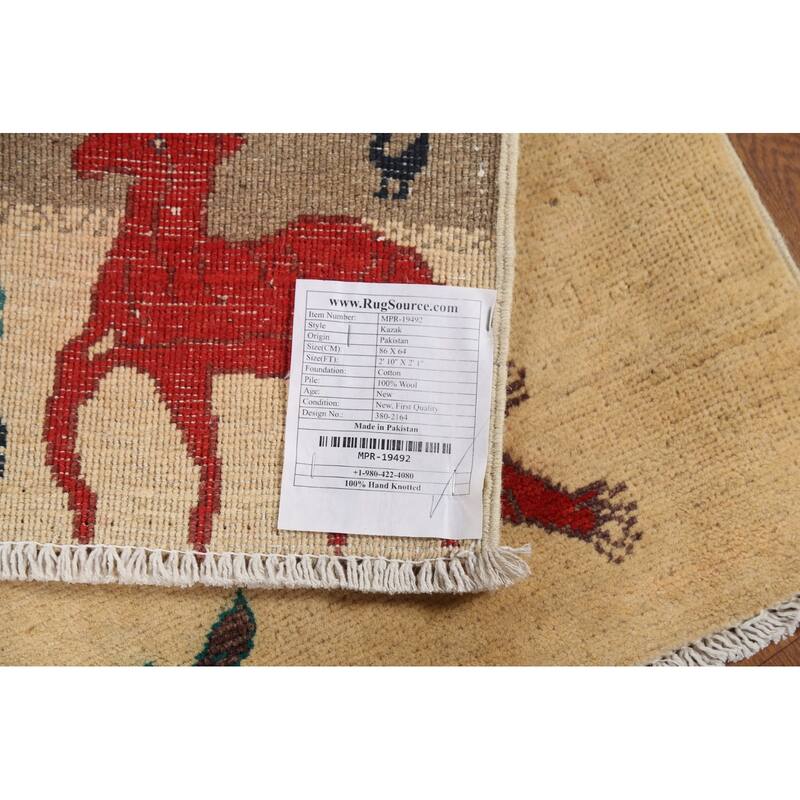 www.RugSource.com
Item Number: MPR-19492
Style Kazak
Origin Pakistan
Size(CM) 86 X 64
Size(FT): 2' 10" X 2' 1"
Foundation: Cotton
Pile: 100% Wool
Age: New
Condition: New, First Quality
Design No.: 380-2164
Made in Pakistan
MPR-19492
+1-980-422-4080
100% Hand Knotted